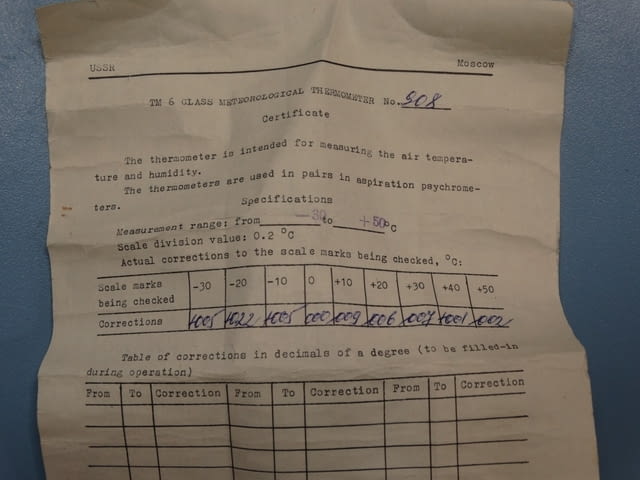 USSR Moscow
TM 6 GLASS METEOROLOGICAL THERMOMETER No. 908
Certificate
The thermometer is intended for measuring the air tempera-
ture and humidity.
The thermometers are used in pairs in aspiration psychrome-
ters.
Specifications
Measurement range: from -30 to +50°C
Scale division value: 0.2 °C
Actual corrections to the scale marks being checked, °C:
Scale marks being checked -30 -20 -10 0 +10 +20 +30 +40 +50
Corrections
Table of corrections in decimals of a degree (to be filled-in
during operation)
From To Correction From To Correction From To Correction